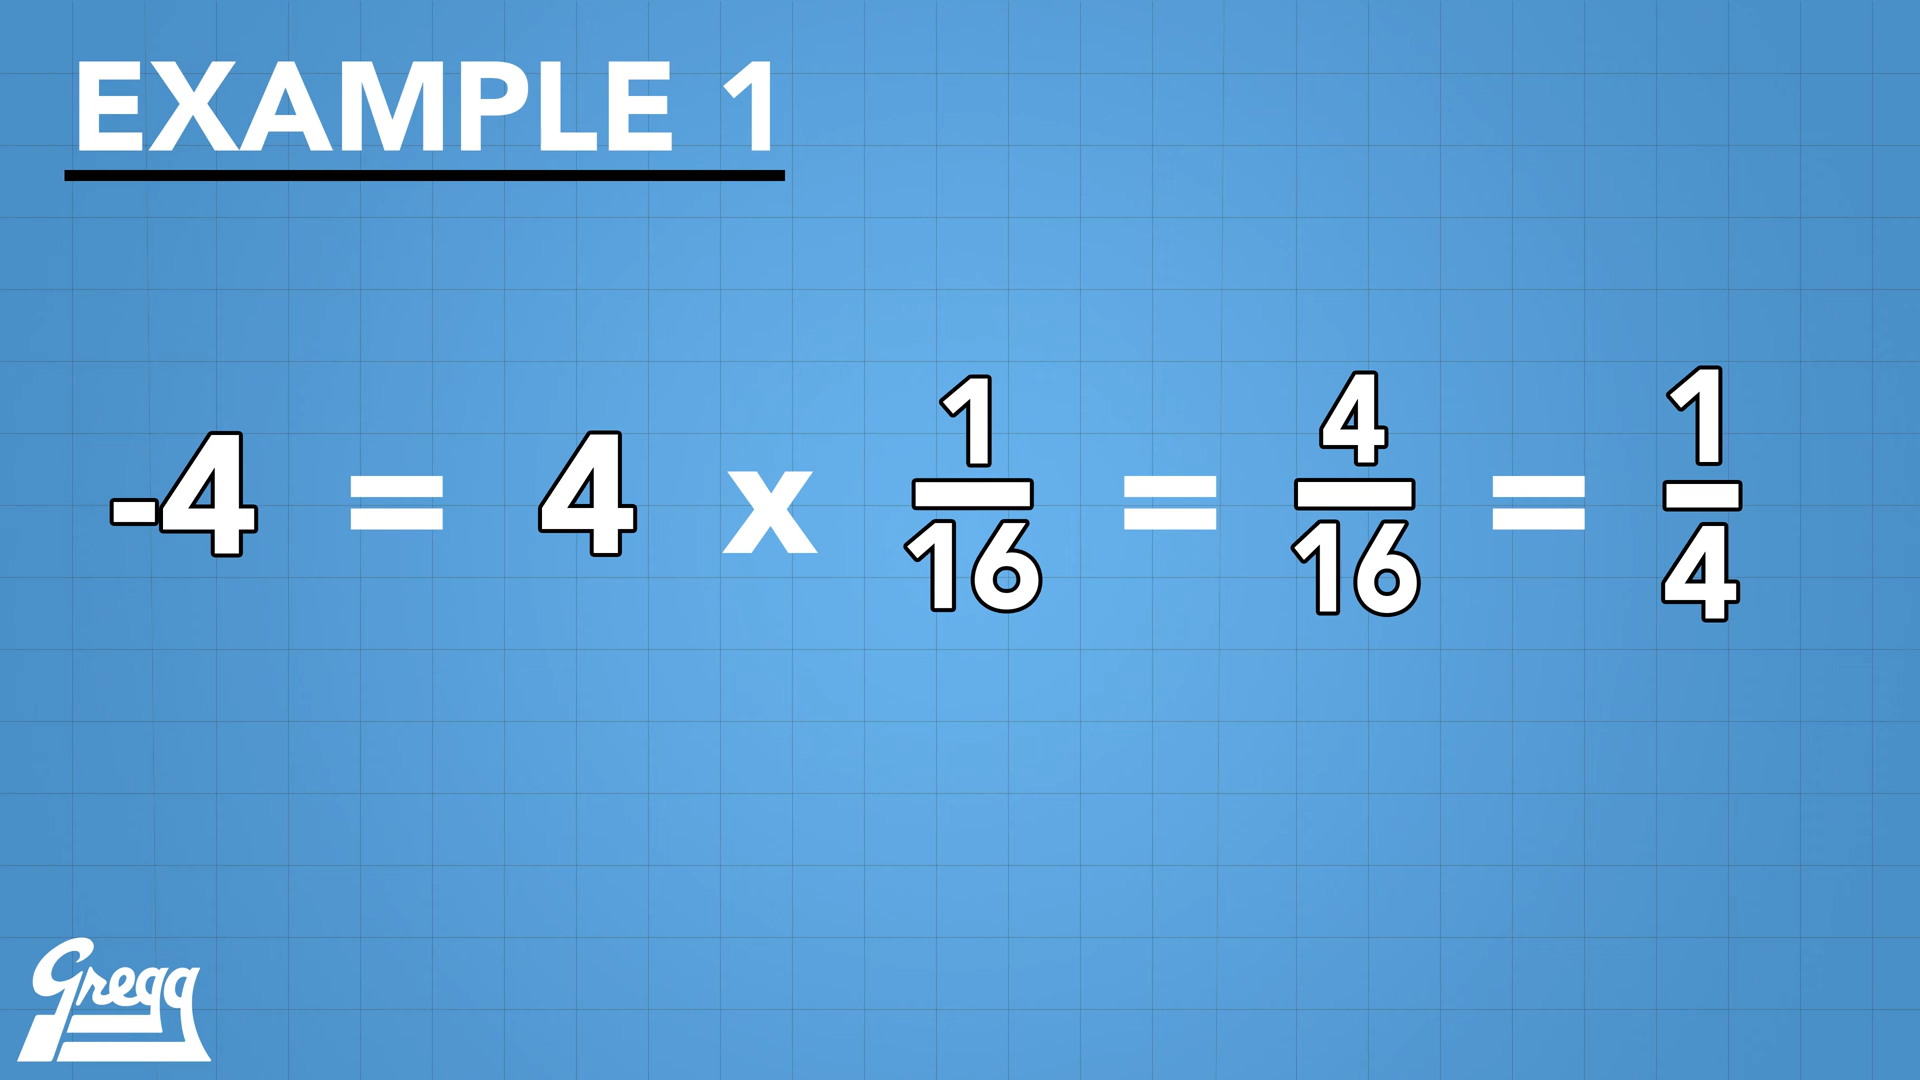 EXAMPLE 1
-4 = 4 x 1/16 = 4/16 = 1/4
Gregg